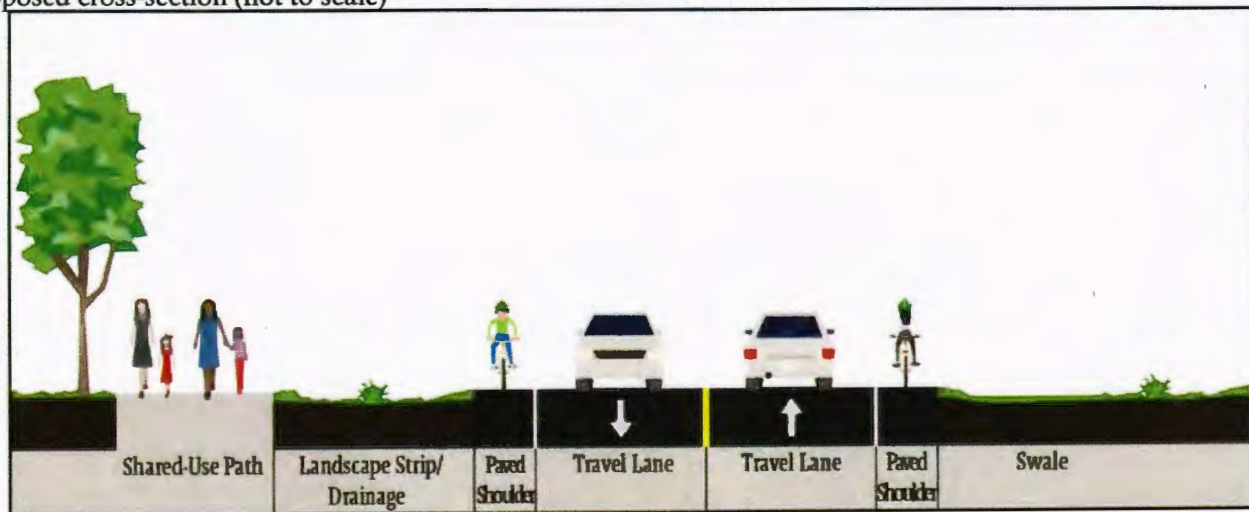 posed cross-section (not to scale)
Shared-Use Path
Landscape Strip/
Drainage
Paved
Shoulder
Travel Lane
Travel Lane
Paved
Shoulder
Swale